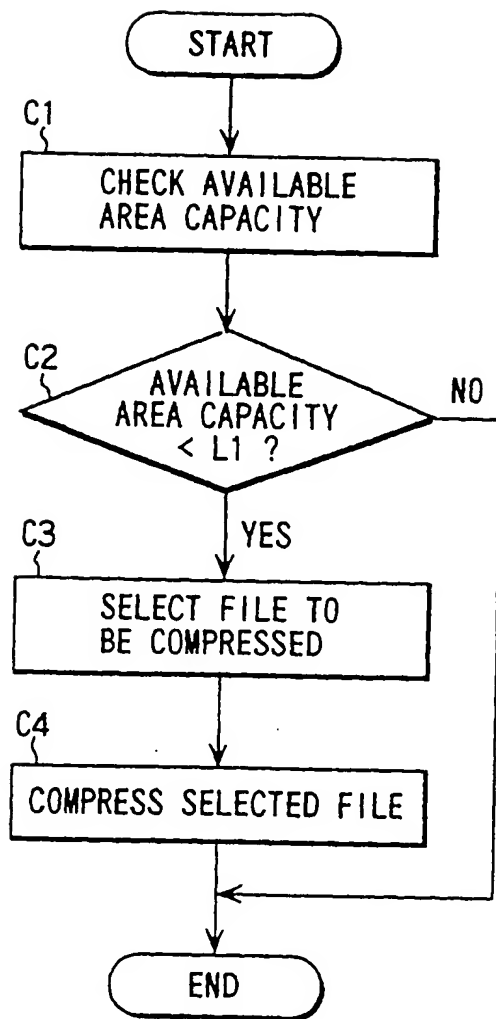 START
C1
CHECK AVAILABLE
AREA CAPACITY
C2
AVAILABLE
AREA CAPACITY
< L1 ?
NO
YES
C3
SELECT FILE TO
BE COMPRESSED
C4
COMPRESS SELECTED FILE
END